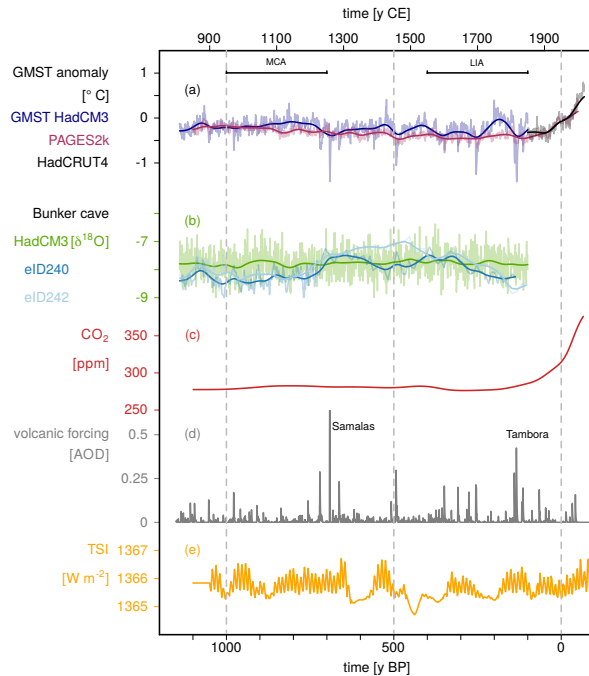 time [y CE]
900 1100 1300 1500 1700 1900
GMST anomaly
[° C]
GMST HadCM3
PAGES2k
HadCRUT4
1
0
-1
(a)
MCA
LIA
Bunker cave
HadCM3 [δ18O]
eID240
eID242
-7
-9
(b)
CO2
[ppm]
350
300
250
(c)
volcanic forcing
[AOD]
0.5
0.25
0
(d)
Samalas
Tambora
TSI
[W m-2]
1367
1366
1365
(e)
1000 500 0
time [y BP]